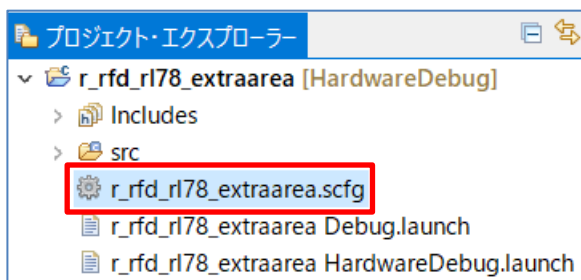 プロジェクト・エクスプローラー
r_rfd_rl78_extraarea [HardwareDebug]
Includes
src
r_rfd_rl78_extraarea.scfg
r_rfd_rl78_extraarea Debug.launch
r_rfd_rl78_extraarea HardwareDebug.launch